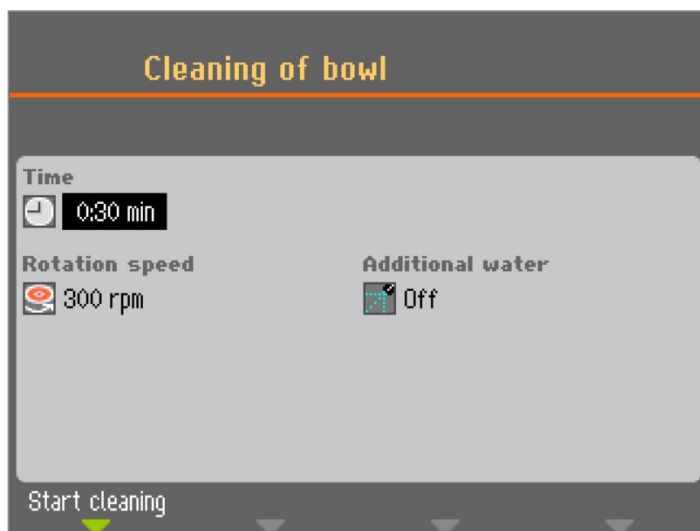 Cleaning of bowl
Time
0:30 min
Rotation speed
300 rpm
Additional water
Off
Start cleaning